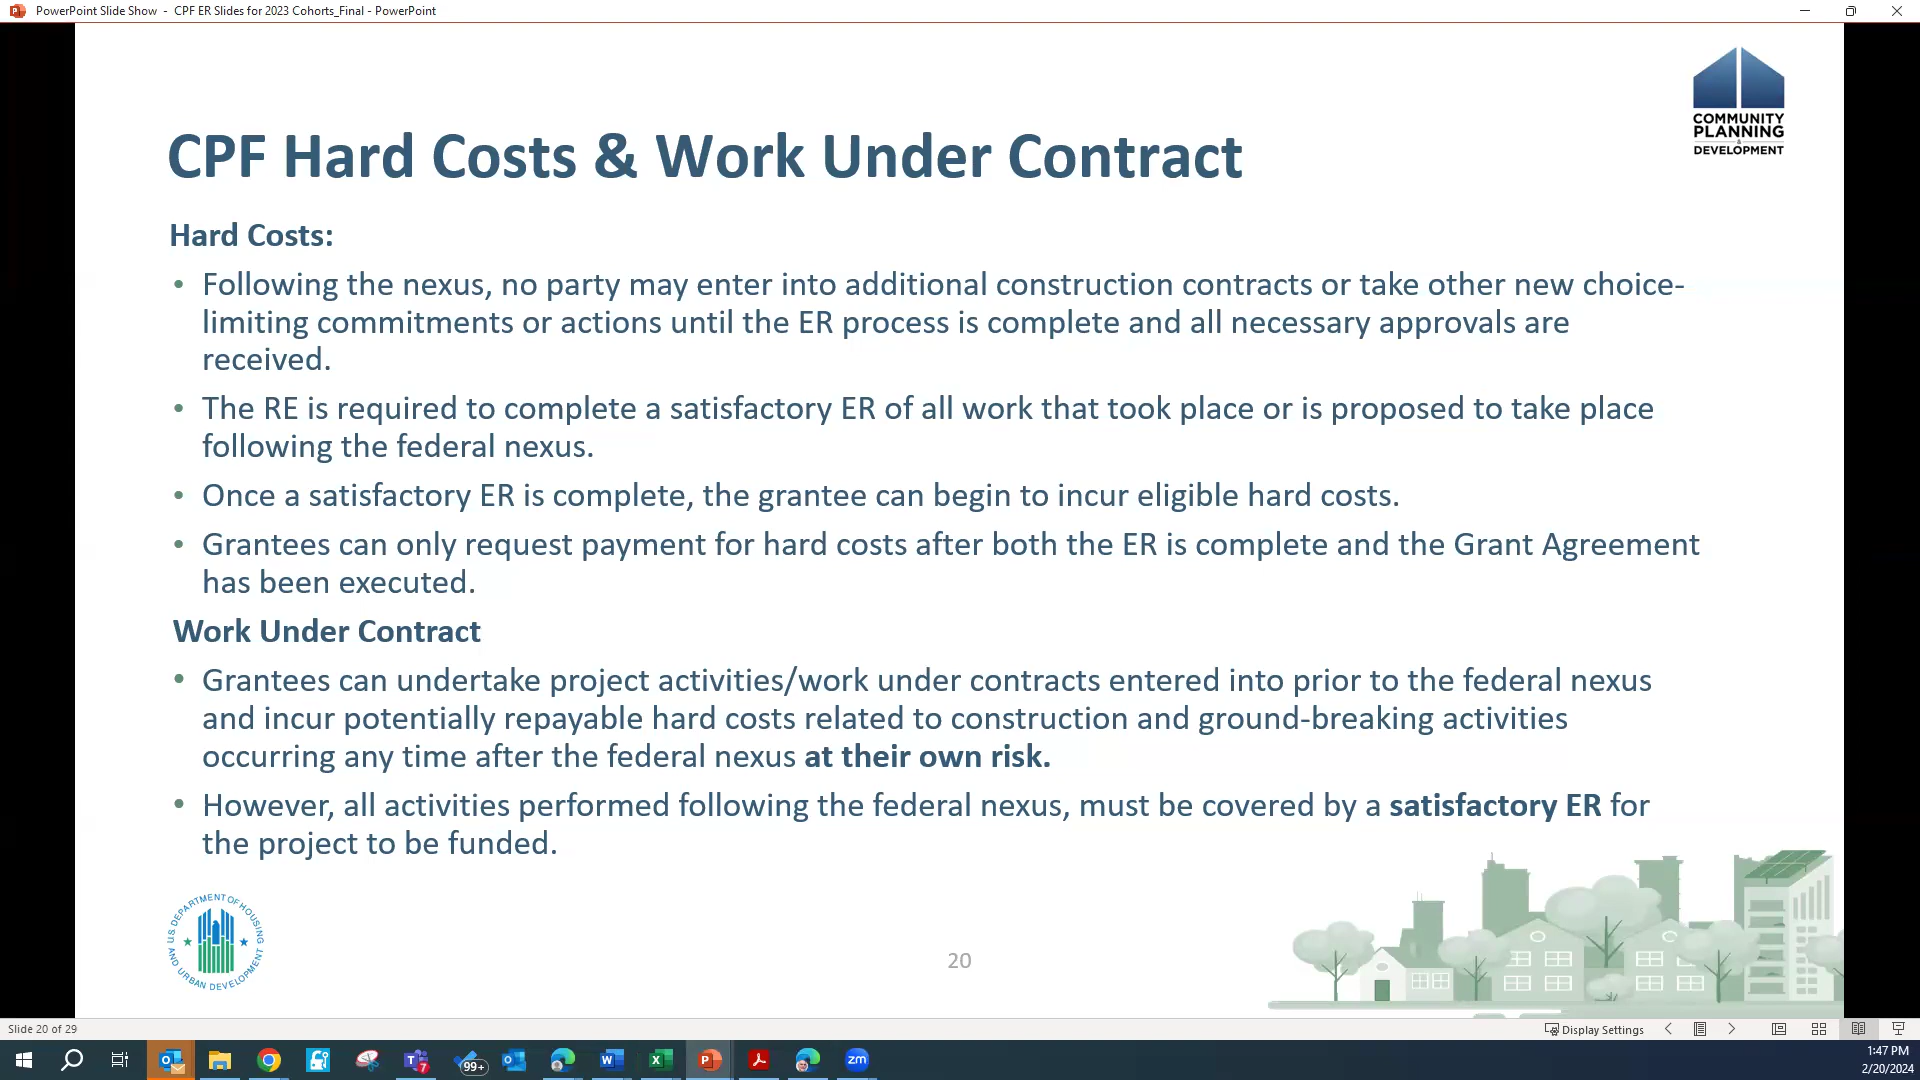 PowerPoint Slide Show - CPF ER Slides for 2023 Cohorts_Final - PowerPoint
COMMUNITY
PLANNING
&
DEVELOPMENT
CPF Hard Costs & Work Under Contract
Hard Costs:
• Following the nexus, no party may enter into additional construction contracts or take other new choice-
limiting commitments or actions until the ER process is complete and all necessary approvals are
received.
• The RE is required to complete a satisfactory ER of all work that took place or is proposed to take place
following the federal nexus.
• Once a satisfactory ER is complete, the grantee can begin to incur eligible hard costs.
• Grantees can only request payment for hard costs after both the ER is complete and the Grant Agreement
has been executed.
Work Under Contract
• Grantees can undertake project activities/work under contracts entered into prior to the federal nexus
and incur potentially repayable hard costs related to construction and ground-breaking activities
occurring any time after the federal nexus at their own risk.
• However, all activities performed following the federal nexus, must be covered by a satisfactory ER for
the project to be funded.
U.S. DEPARTMENT OF HOUSING
AND URBAN DEVELOPMENT
20
Slide 20 of 29
Display Settings
7
99+
zm
1:47 PM
2/20/2024